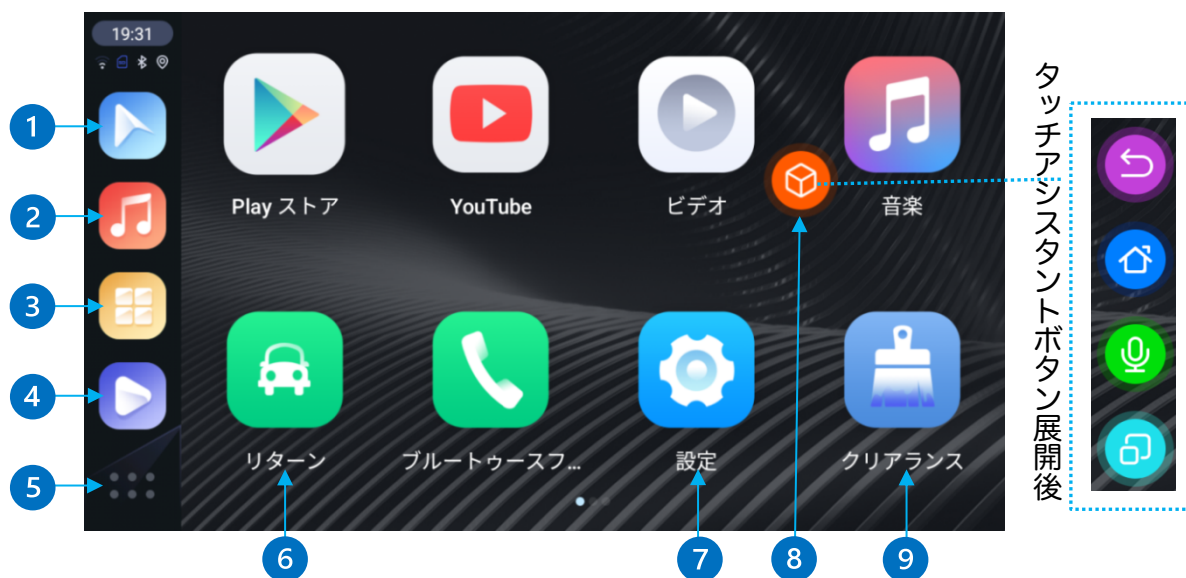 19:31
1
2
3
4
5
Play ストア
YouTube
ビデオ
音楽
リターン
ブルートゥースフ...
設定
クリアランス
6
7
8
9
タッチアシスタントボタン展開後